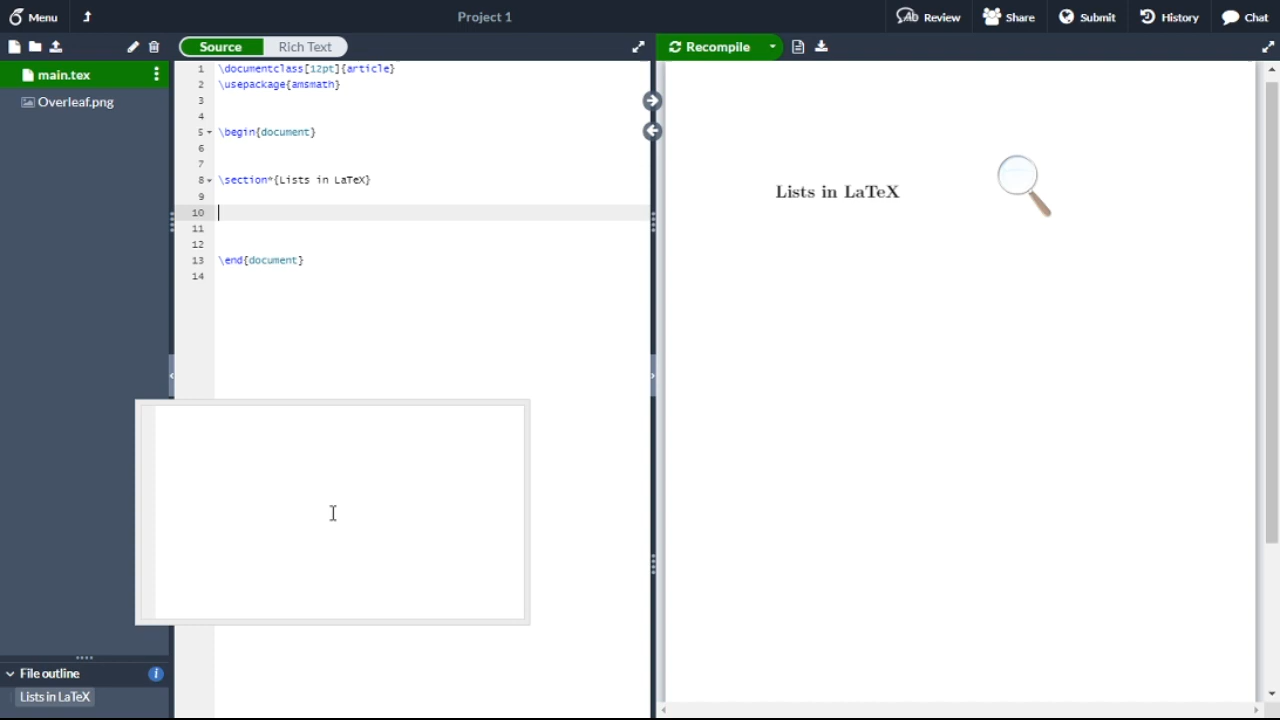 Menu
Project 1
Review
Share
Submit
History
Chat
Source
Rich Text
Recompile
main.tex
Overleaf.png
1 \documentclass[12pt]{article}
2 \usepackage{amsmath}
3
4
5 \begin{document}
6
7
8 \section*{Lists in LaTeX}
9
10
11
12
13 \end{document}
14
Lists in LaTeX
File outline
Lists in LaTeX